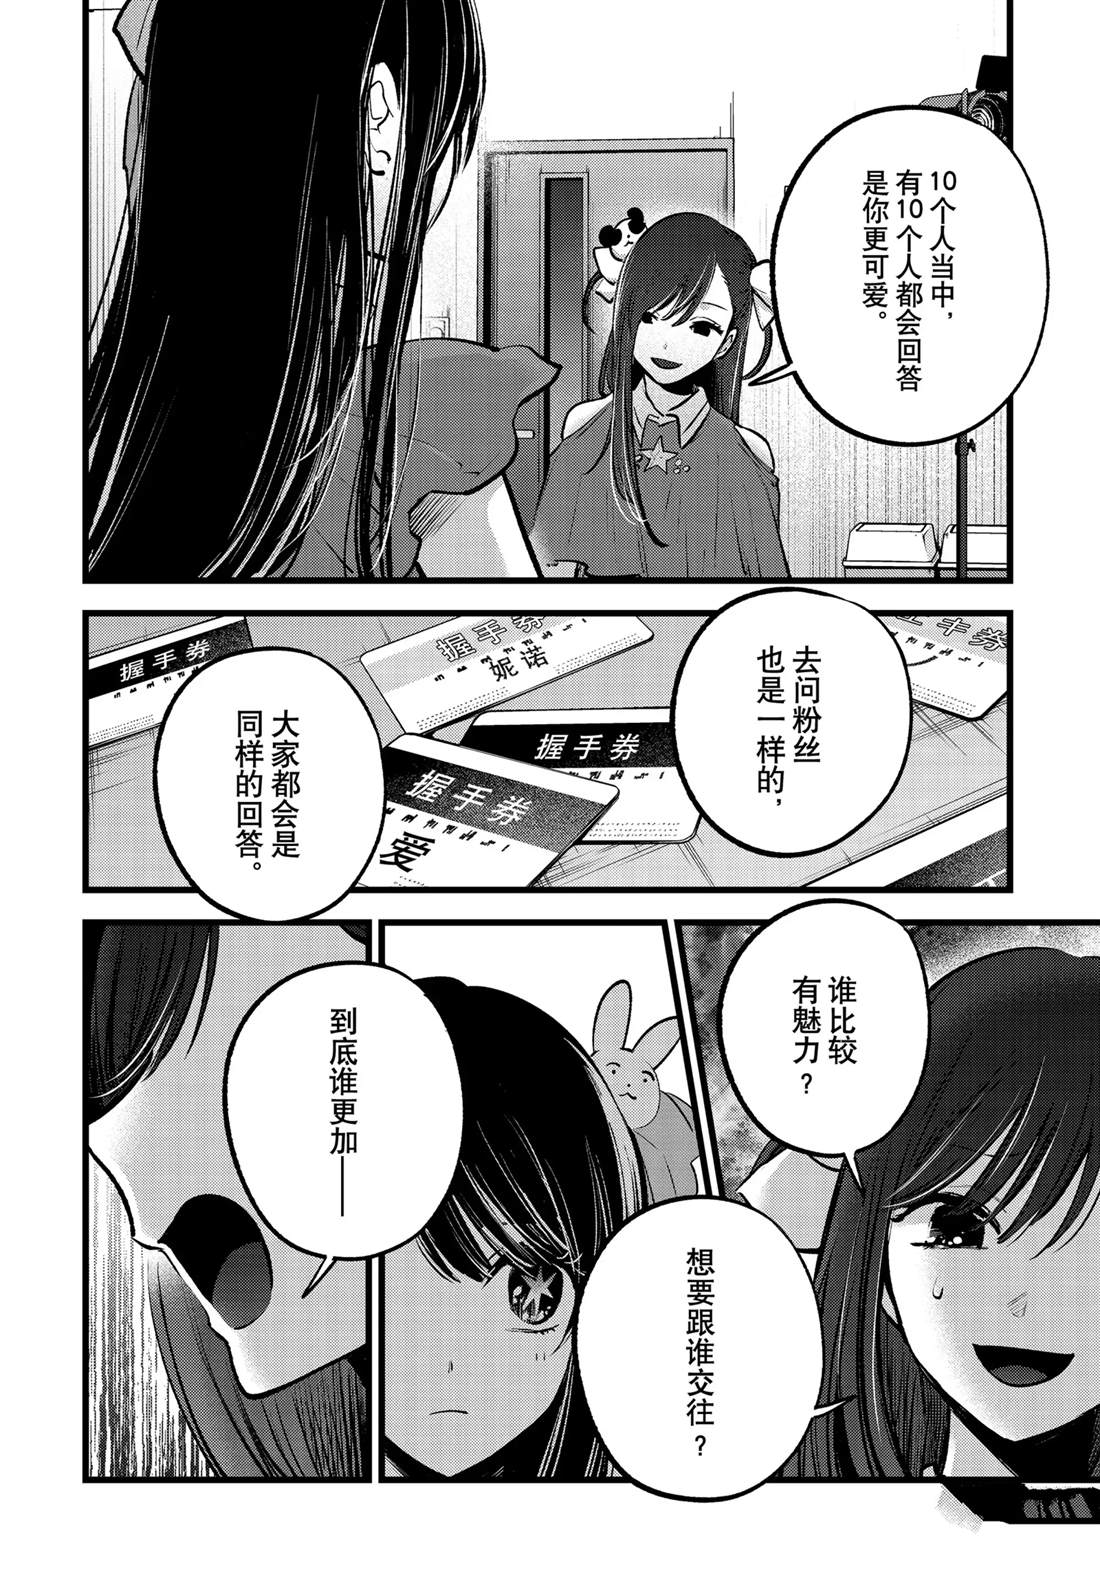 10个人当中，
有10个人都会回答
是你更可爱。
去问粉丝
也是一样的，
大家都会是
同样的回答。
握手券
握手券
妮诺
握手券
握手券
握手券
爱
谁比较
有魅力？
想要跟谁交往？
到底谁更加——